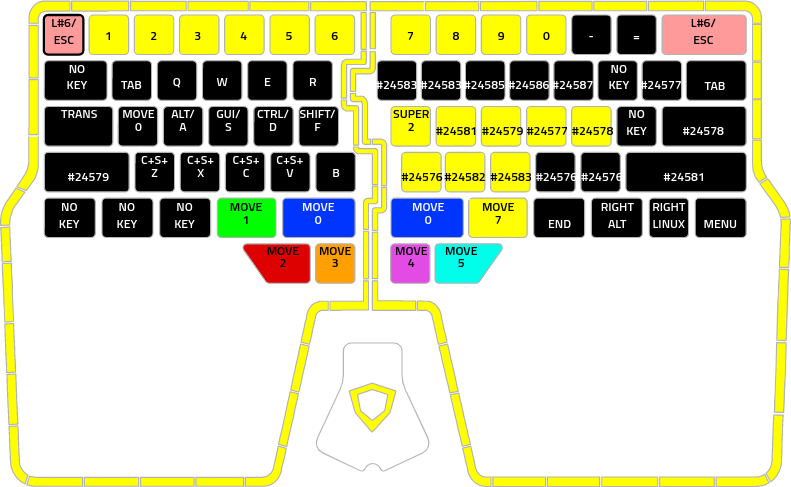 L#6/
ESC
1
2
3
4
5
6
7
8
9
0
-
=
L#6/
ESC
NO
KEY
TAB
Q
W
E
R
#24583
#24583
#24585
#24586
#24587
NO
KEY
#24577
TAB
TRANS
MOVE
0
ALT/
A
GUI/
S
CTRL/
D
SHIFT/
F
SUPER
2
#24581
#24579
#24577
#24578
NO
KEY
#24578
#24579
C+S+
Z
C+S+
X
C+S+
C
C+S+
V
B
#24576
#24582
#24583
#24576
#24576
#24581
NO
KEY
NO
KEY
NO
KEY
MOVE
1
MOVE
0
MOVE
0
MOVE
7
END
RIGHT
ALT
RIGHT
LINUX
MENU
MOVE
2
MOVE
3
MOVE
4
MOVE
5